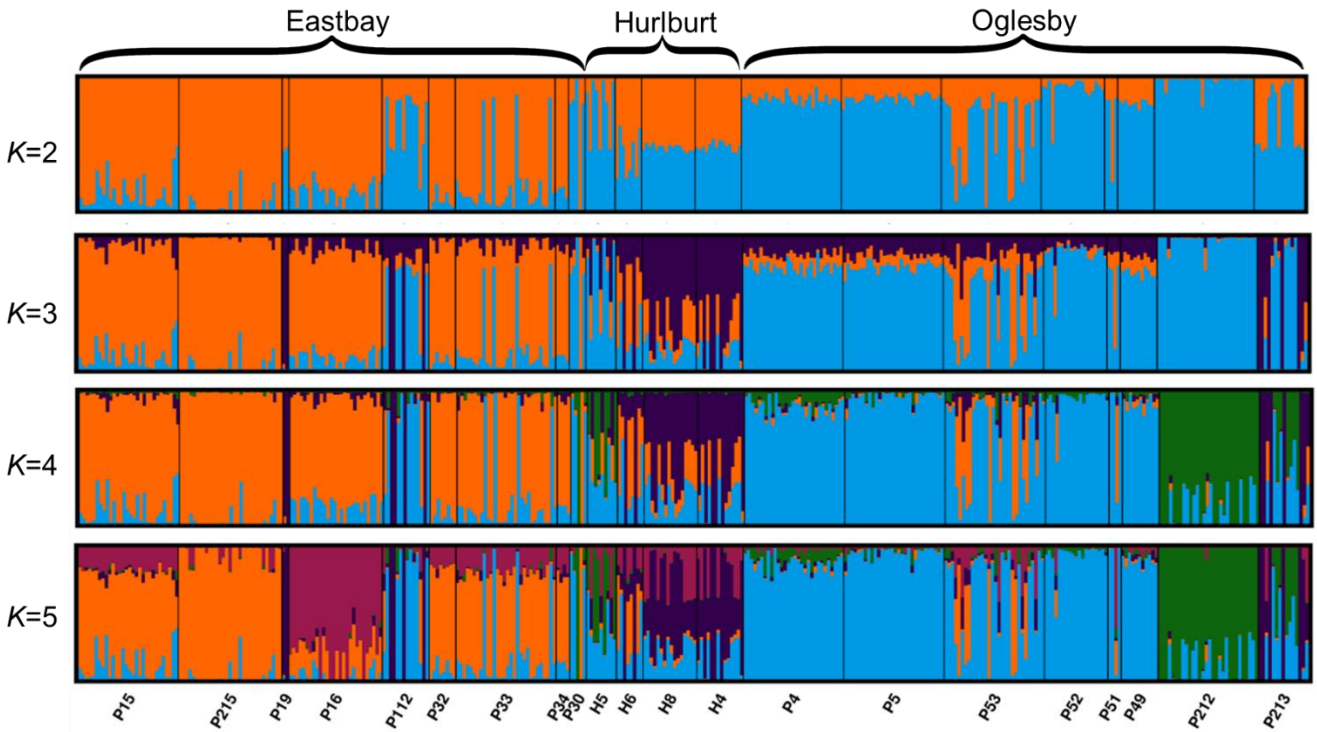 Eastbay Hurlburt Oglesby
K=2
K=3
K=4
K=5
P15 P215 P19 P16 P112 P32 P33 P34 P30 H5 H6 H8 H4 P4 P5 P53 P52 P51 P49 P212 P213